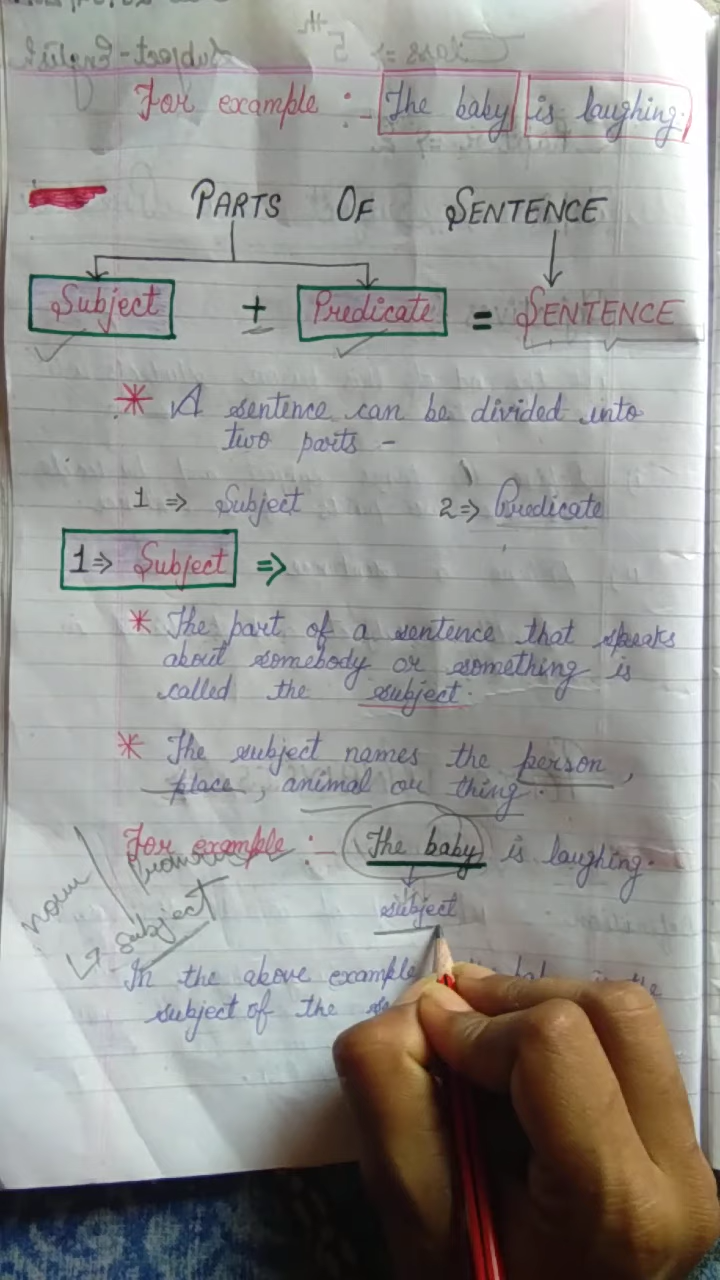 For example :- The baby is laughing.
PARTS OF SENTENCE
Subject + Predicate = SENTENCE
* A sentence can be divided into
two parts -
1 => Subject 2 => Predicate
1 => Subject =>
* The part of a sentence that speaks
about somebody or something is
called the subject.
* The subject names the person,
place, animal or thing.
For example :- The baby is laughing.
noun
subject
subject
In the above example the
subject of the